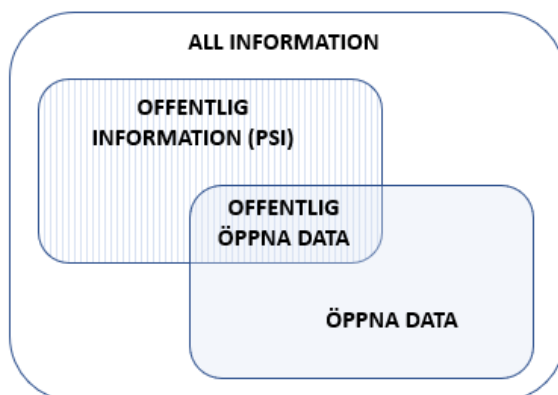 ALL INFORMATION
OFFENTLIG
INFORMATION (PSI)
OFFENTLIG
ÖPPNA DATA
ÖPPNA DATA